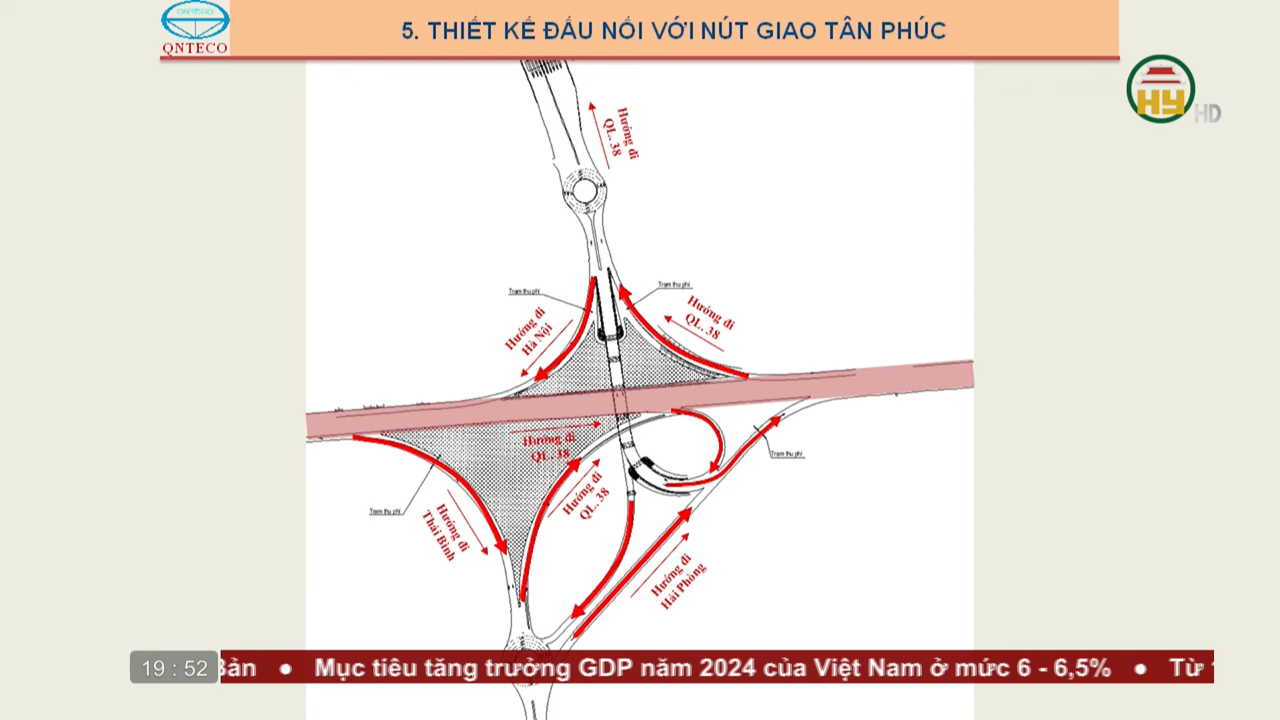 QNTECO
QNTECO
5. THIẾT KẾ ĐẤU NỐI VỚI NÚT GIAO TÂN PHÚC
HY
HD
Hướng đi
QL. 38
Trạm thu phí
Trạm thu phí
Hướng đi
Hà Nội
Hướng đi
QL. 38
Hướng đi
QL. 38
Hướng đi
QL. 38
Trạm thu phí
Trạm thu phí
Hướng đi
Thái Bình
Hướng đi
Hải Phòng
19 : 52
Bản • Mục tiêu tăng trưởng GDP năm 2024 của Việt Nam ở mức 6 - 6,5% • Từ